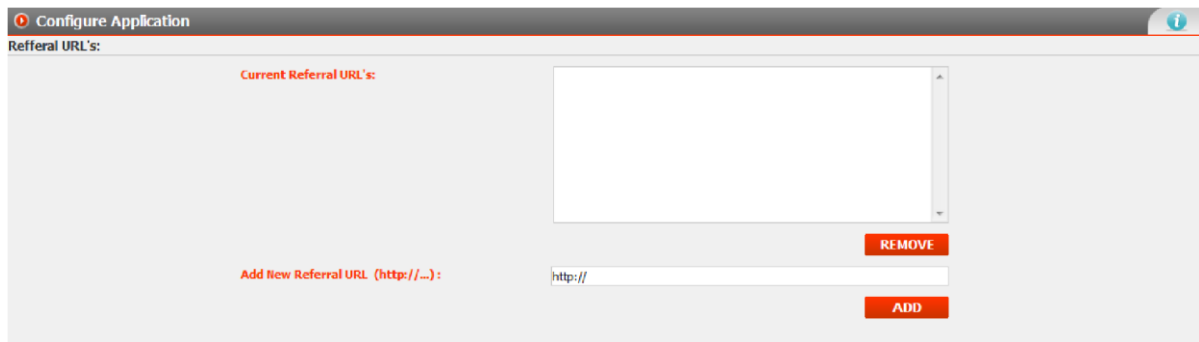 Configure Application
i
Refferal URL's:
Current Referral URL's:
REMOVE
Add New Referral URL (http://...) :
http://
ADD